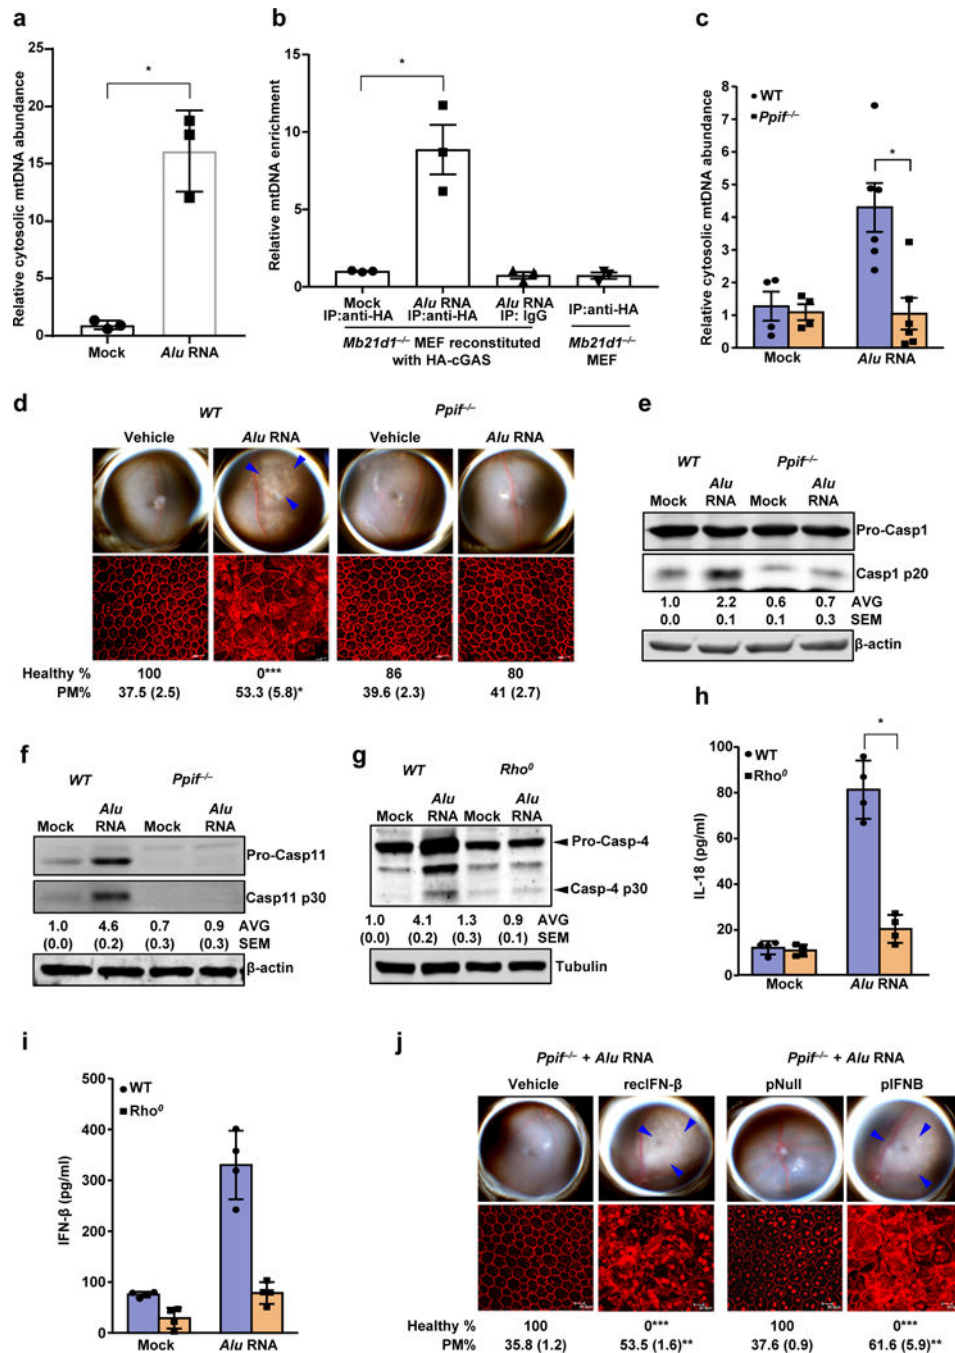 a
Relative cytosolic mtDNA abundance
25
20
15
10
5
0
*
Mock
Alu RNA
b
Relative mtDNA enrichment
15
10
5
0
*
Mock
IP:anti-HA
Alu RNA
IP:anti-HA
Alu RNA
IP: IgG
IP:anti-HA
Mb21d1–/– MEF reconstituted
with HA-cGAS
Mb21d1–/–
MEF
c
Relative cytosolic mtDNA abundance
8
7
6
5
4
3
2
1
0
WT
Ppif–/–
*
Mock
Alu RNA
d
WT
Ppif–/–
Vehicle
Alu RNA
Vehicle
Alu RNA
Healthy %
100
0***
86
80
PM%
37.5 (2.5)
53.3 (5.8)*
39.6 (2.3)
41 (2.7)
e
WT
Ppif–/–
Mock
Alu
RNA
Mock
Alu
RNA
Pro-Casp1
Casp1 p20
1.0 2.2 0.6 0.7 AVG
0.0 0.1 0.1 0.3 SEM
β-actin
f
WT
Ppif–/–
Mock
Alu
RNA
Mock
Alu
RNA
Pro-Casp11
Casp11 p30
1.0 4.6 0.7 0.9 AVG
(0.0) (0.2) (0.3) (0.3) SEM
β-actin
g
WT
Rho0
Mock
Alu
RNA
Mock
Alu
RNA
Pro-Casp-4
Casp-4 p30
1.0 4.1 1.3 0.9 AVG
(0.0) (0.2) (0.3) (0.1) SEM
Tubulin
h
IL-18 (pg/ml)
100
80
60
40
20
0
WT
Rho0
*
Mock
Alu RNA
i
IFN-β (pg/ml)
500
400
300
200
100
0
WT
Rho0
Mock
Alu RNA
j
Ppif–/– + Alu RNA
Ppif–/– + Alu RNA
Vehicle
recIFN-β
pNull
pIFNB
Healthy %
100
0***
100
0***
PM%
35.8 (1.2)
53.5 (1.6)**
37.6 (0.9)
61.6 (5.9)**